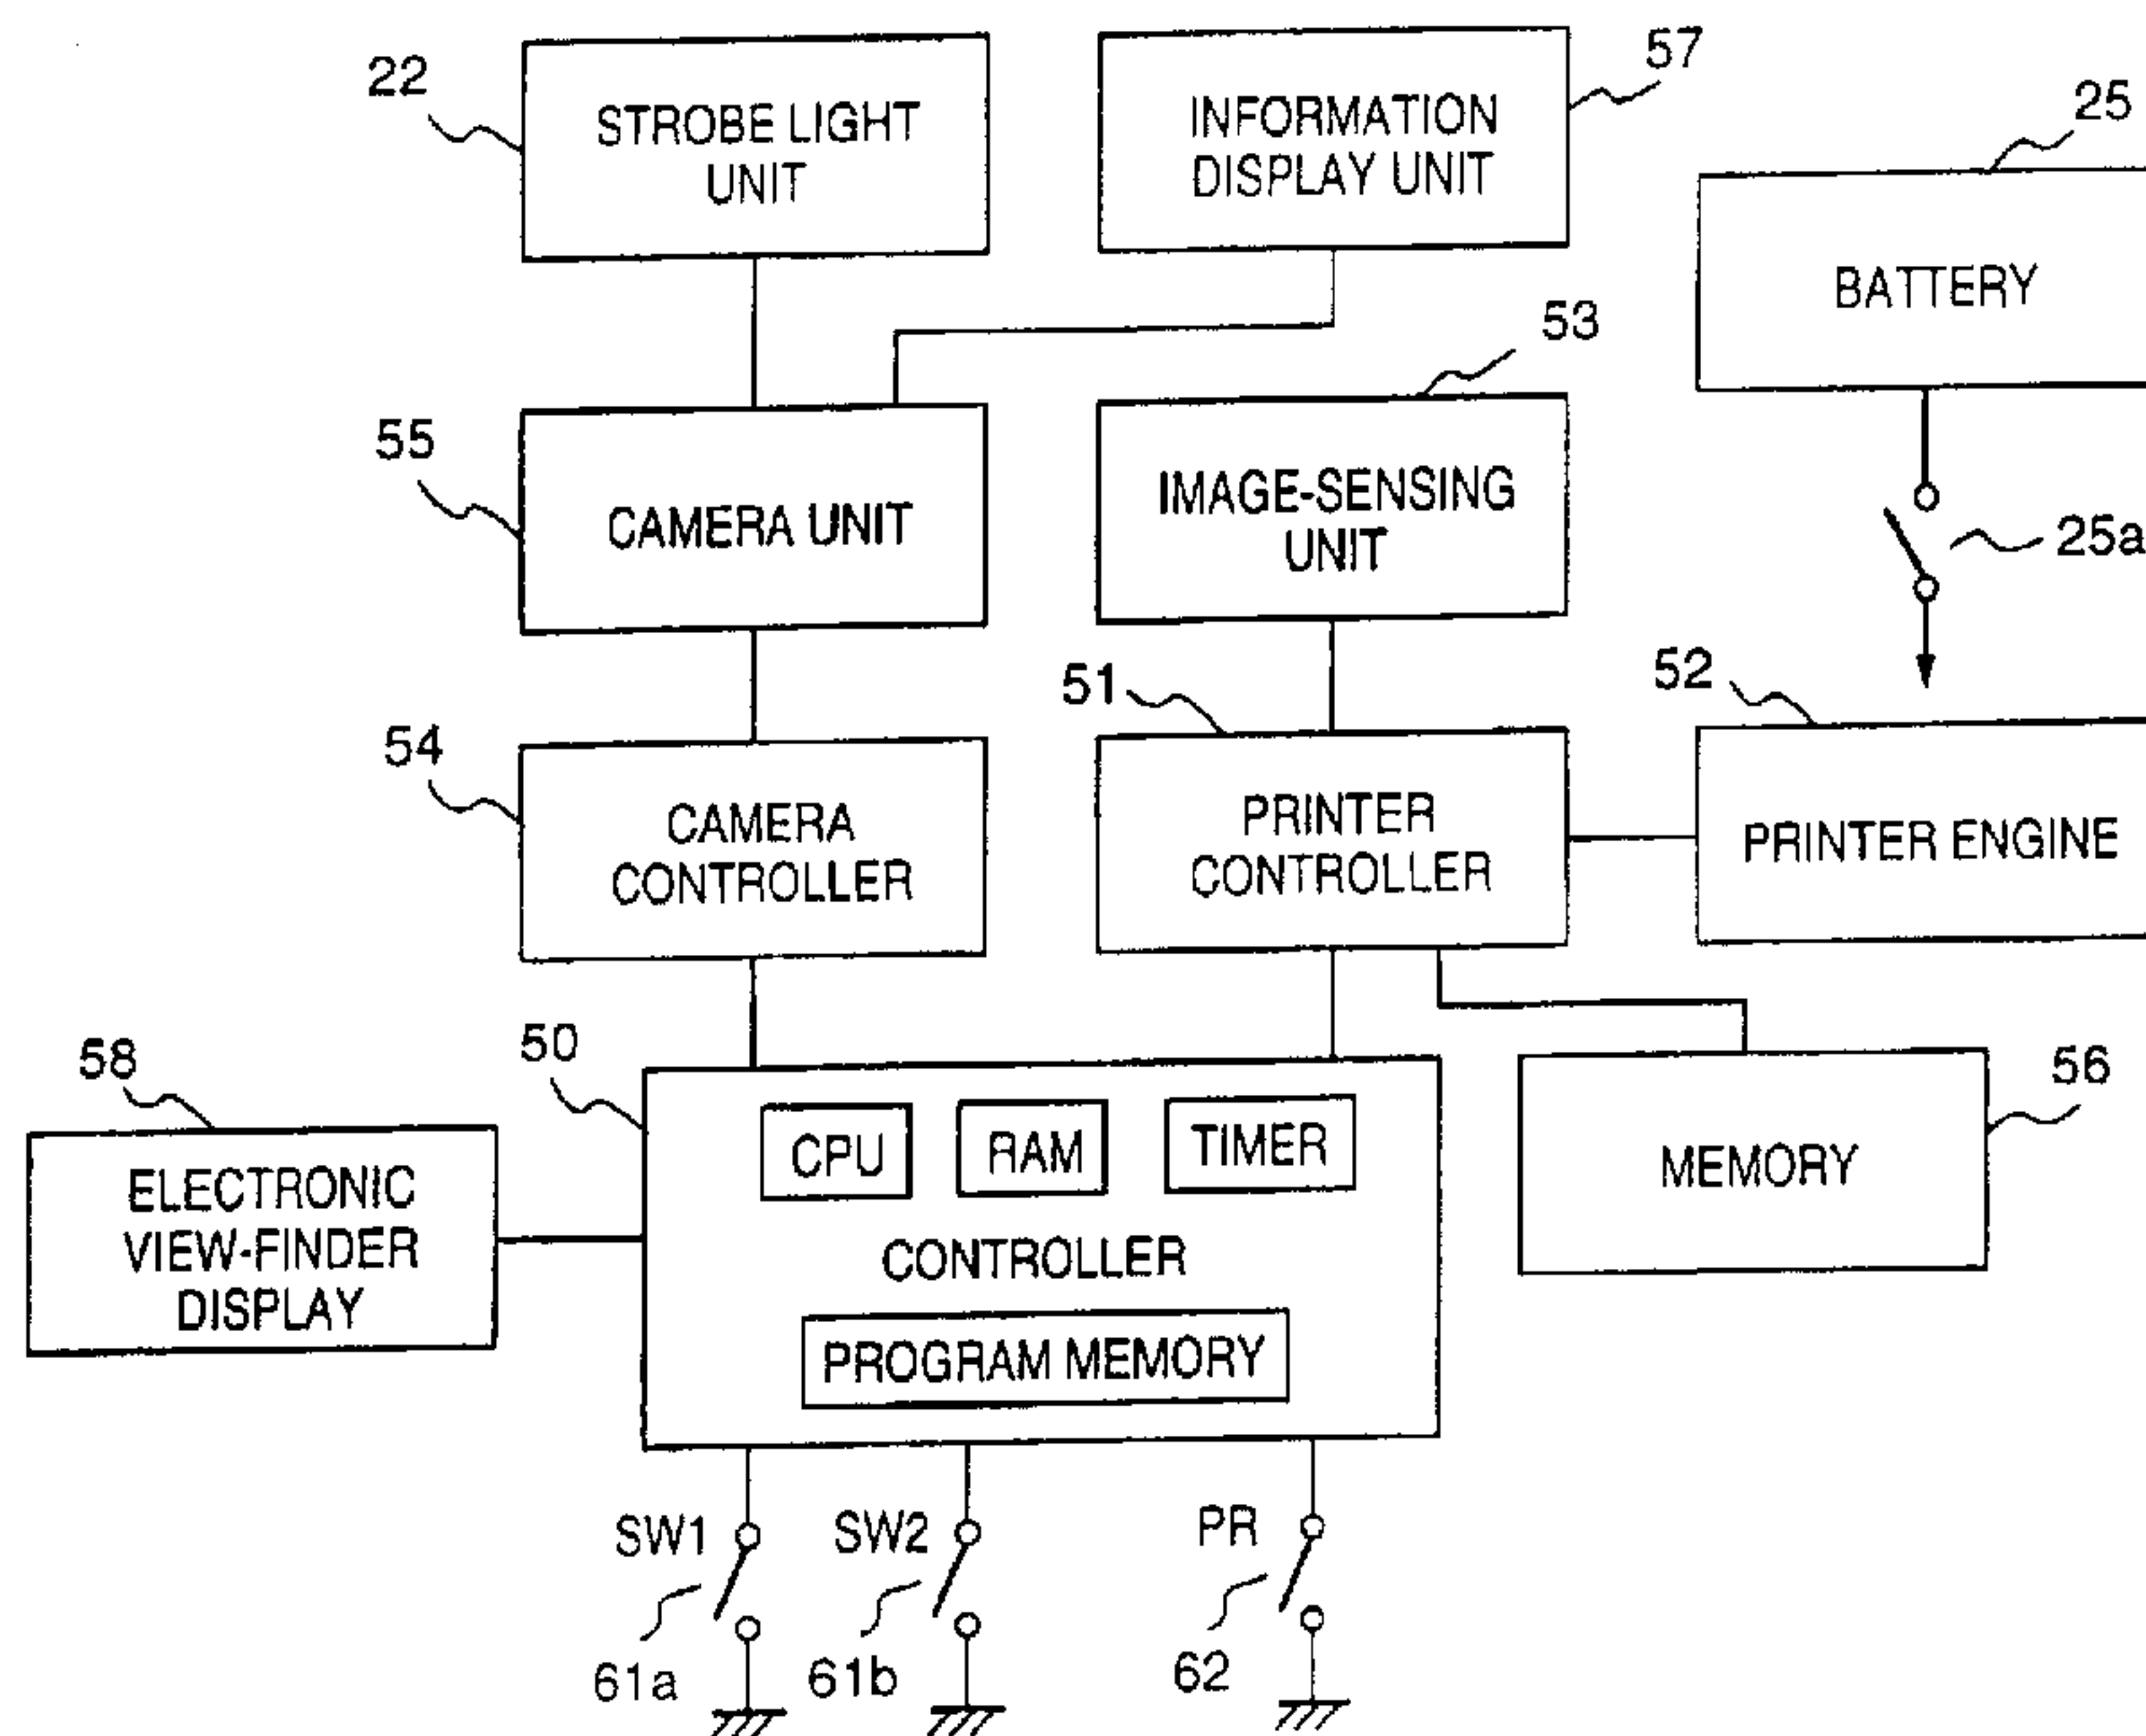 22
STROBE LIGHT
UNIT
INFORMATION
DISPLAY UNIT
57
25
BATTERY
25a
55
CAMERA UNIT
53
IMAGE-SENSING
UNIT
54
CAMERA
CONTROLLER
51
PRINTER
CONTROLLER
52
PRINTER ENGINE
58
ELECTRONIC
VIEW-FINDER
DISPLAY
50
CPU
RAM
TIMER
CONTROLLER
PROGRAM MEMORY
56
MEMORY
SW1
SW2
PR
61a
61b
62